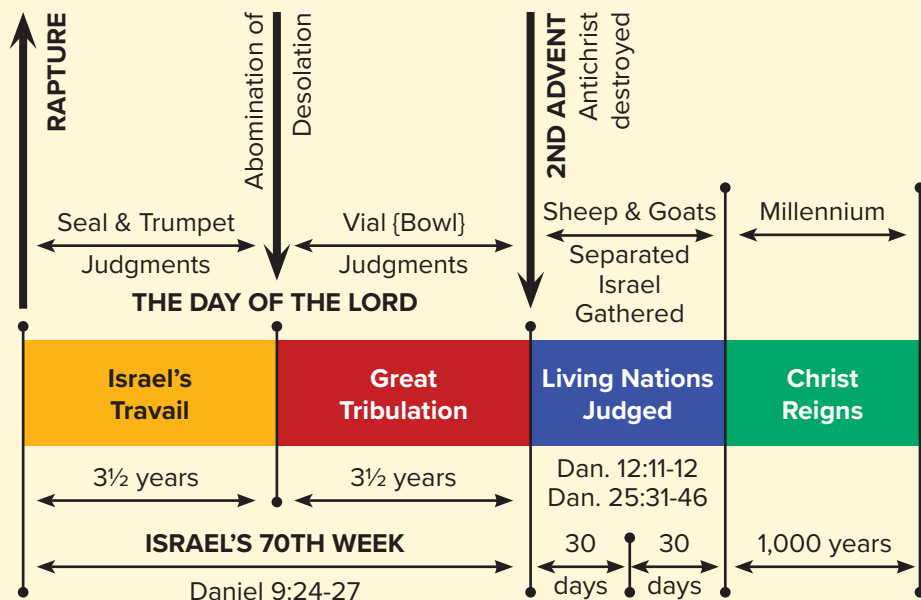 RAPTURE
Abomination of
Desolation
2ND ADVENT
Antichrist
destroyed
Seal & Trumpet
Judgments
Vial {Bowl}
Judgments
Sheep & Goats
Separated
Israel
Gathered
Millennium
THE DAY OF THE LORD
Israel’s
Travail
Great
Tribulation
Living Nations
Judged
Christ
Reigns
3½ years
3½ years
Dan. 12:11-12
Dan. 25:31-46
ISRAEL’S 70TH WEEK
Daniel 9:24-27
30
days
30
days
1,000 years